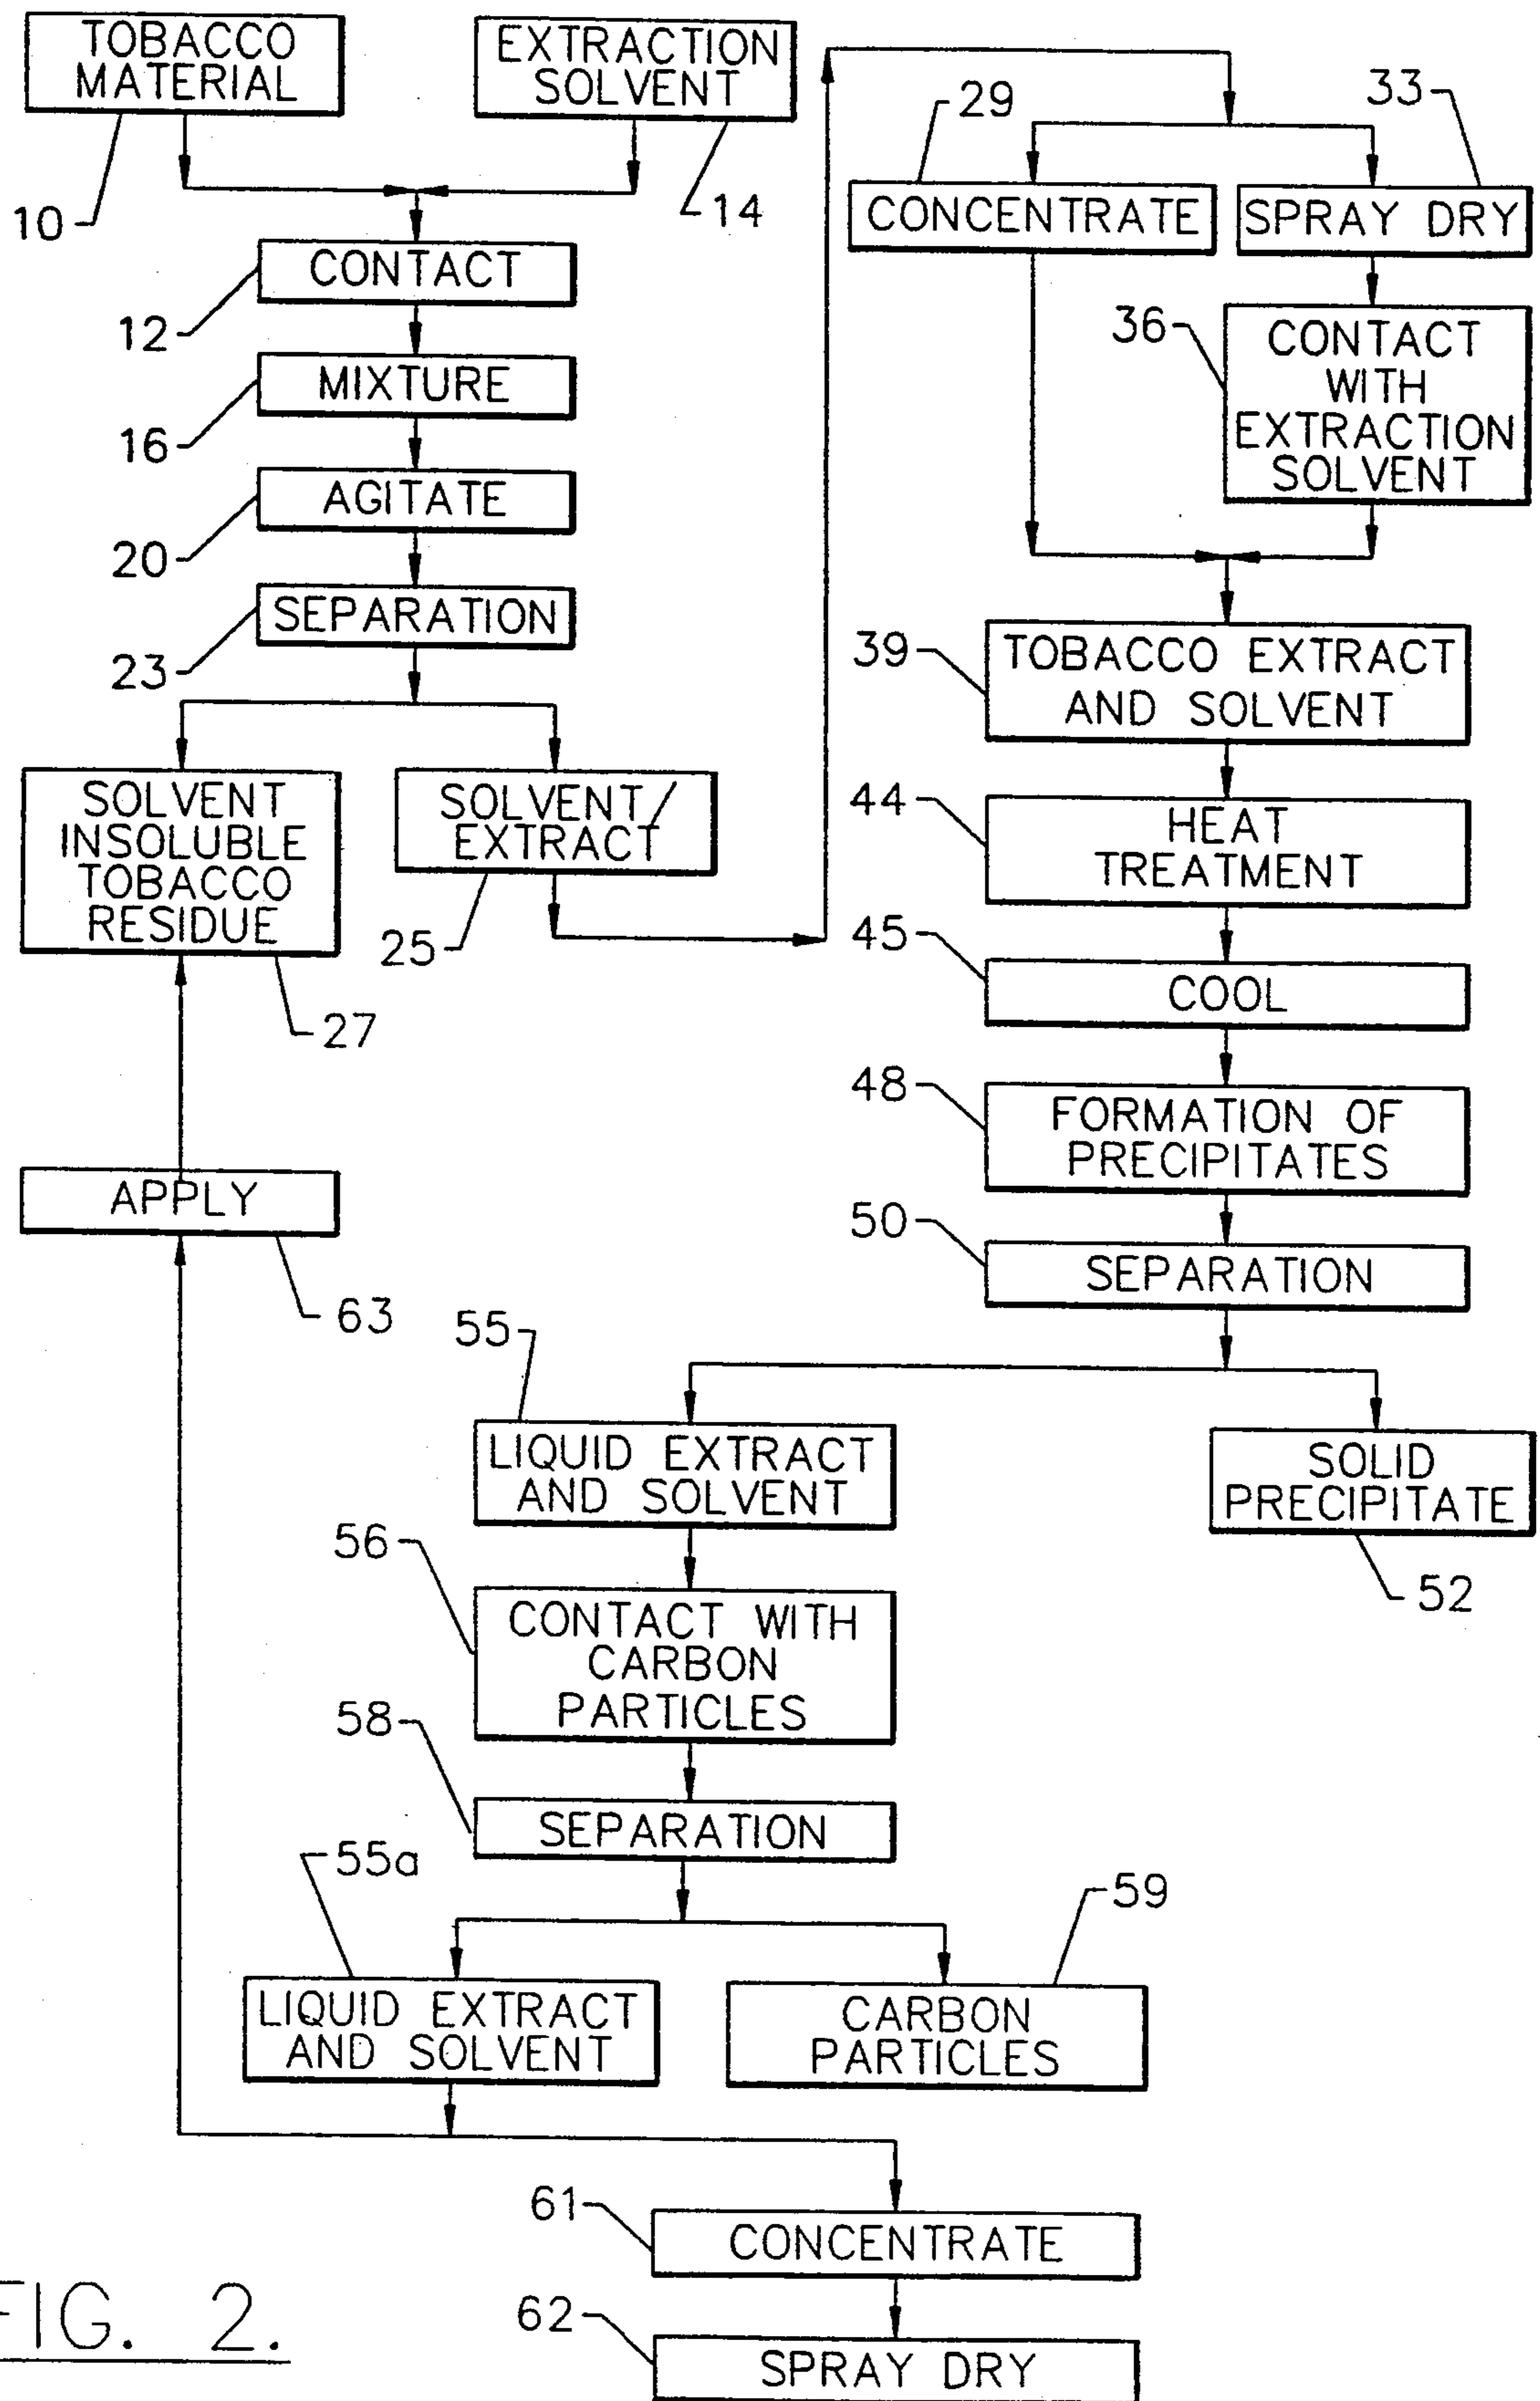 TOBACCO
MATERIAL
10
EXTRACTION
SOLVENT
14
CONTACT
12
MIXTURE
16
AGITATE
20
SEPARATION
23
SOLVENT
INSOLUBLE
TOBACCO
RESIDUE
27
SOLVENT/
EXTRACT
25
APPLY
63
29
CONCENTRATE
33
SPRAY DRY
36
CONTACT
WITH
EXTRACTION
SOLVENT
39
TOBACCO EXTRACT
AND SOLVENT
44
HEAT
TREATMENT
45
COOL
48
FORMATION OF
PRECIPITATES
50
SEPARATION
55
LIQUID EXTRACT
AND SOLVENT
SOLID
PRECIPITATE
52
56
CONTACT WITH
CARBON
PARTICLES
58
SEPARATION
55a
LIQUID EXTRACT
AND SOLVENT
59
CARBON
PARTICLES
61
CONCENTRATE
62
SPRAY DRY
FIG. 2.